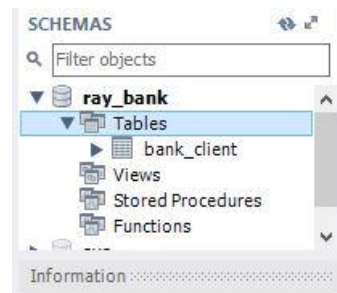 SCHEMAS
Filter objects
ray_bank
Tables
bank_client
Views
Stored Procedures
Functions
Information